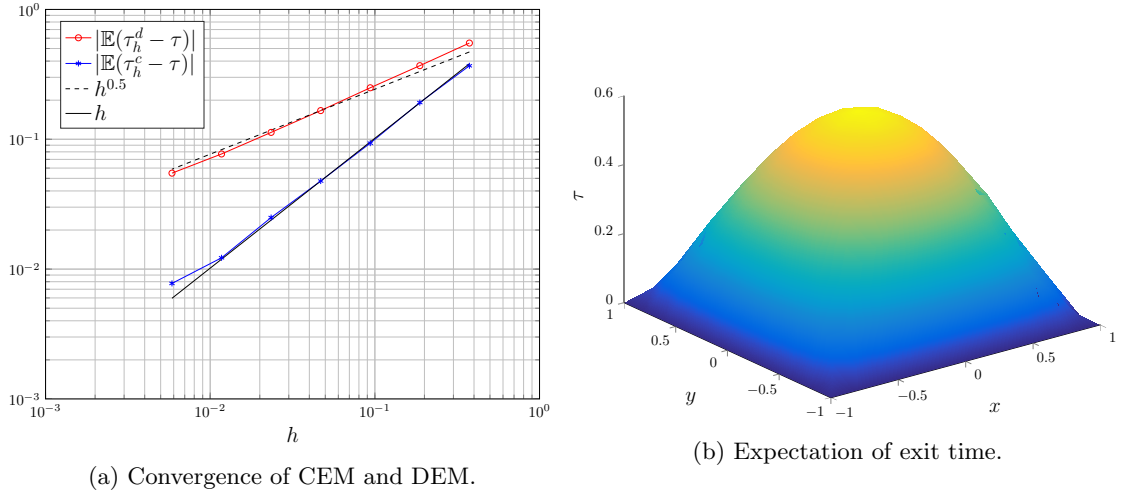 10^0
10^{-1}
10^{-2}
10^{-3}
10^{-3}
10^{-2}
10^{-1}
10^0
h
|𝔼(τ_h^d − τ)|
|𝔼(τ_h^c − τ)|
h^{0.5}
h
(a) Convergence of CEM and DEM.
0.6
0.4
0.2
0
τ
1
0.5
0
−0.5
−1
y
−1
−0.5
0
0.5
1
x
(b) Expectation of exit time.